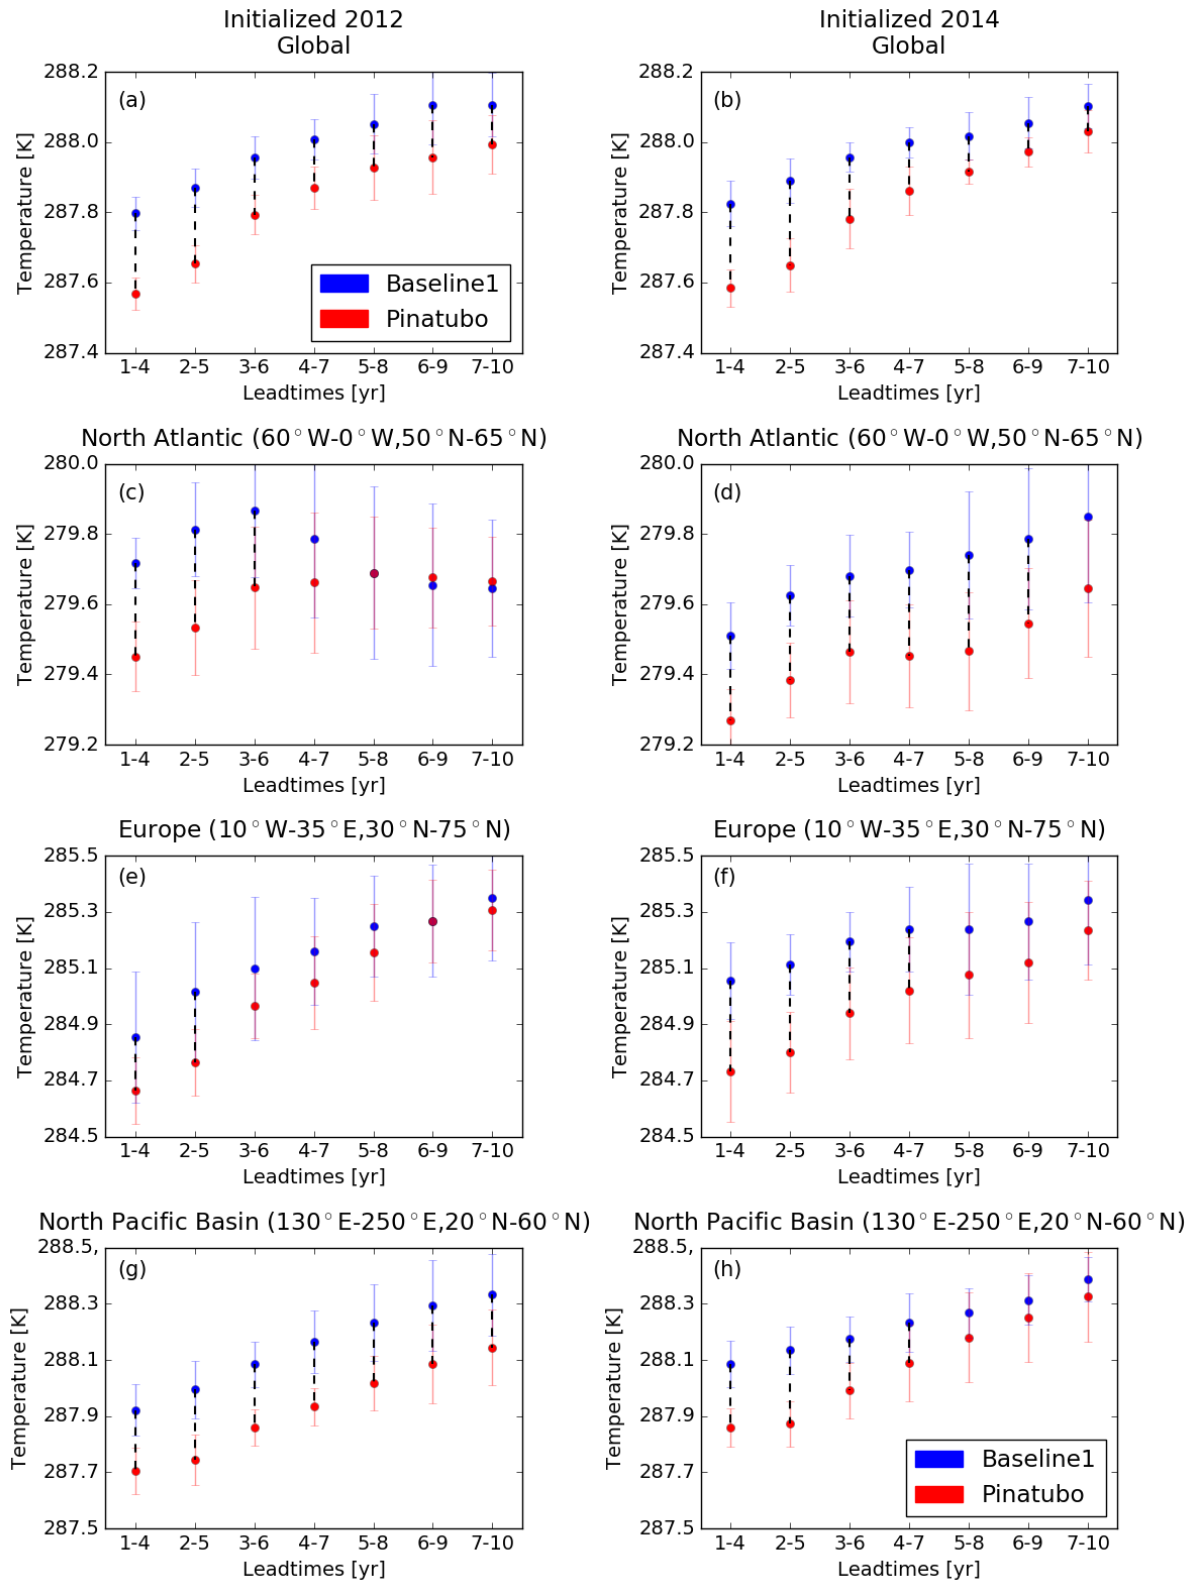 Initialized 2012
Global
Initialized 2014
Global
(a)
288.2
288.0
287.8
287.6
287.4
Temperature [K]
Baseline1
Pinatubo
1-4 2-5 3-6 4-7 5-8 6-9 7-10
Leadtimes [yr]
(b)
288.2
288.0
287.8
287.6
287.4
Temperature [K]
1-4 2-5 3-6 4-7 5-8 6-9 7-10
Leadtimes [yr]
North Atlantic (60°W-0°W,50°N-65°N)
(c)
280.0
279.8
279.6
279.4
279.2
Temperature [K]
1-4 2-5 3-6 4-7 5-8 6-9 7-10
Leadtimes [yr]
North Atlantic (60°W-0°W,50°N-65°N)
(d)
280.0
279.8
279.6
279.4
279.2
Temperature [K]
1-4 2-5 3-6 4-7 5-8 6-9 7-10
Leadtimes [yr]
Europe (10°W-35°E,30°N-75°N)
(e)
285.5
285.3
285.1
284.9
284.7
284.5
Temperature [K]
1-4 2-5 3-6 4-7 5-8 6-9 7-10
Leadtimes [yr]
Europe (10°W-35°E,30°N-75°N)
(f)
285.5
285.3
285.1
284.9
284.7
284.5
Temperature [K]
1-4 2-5 3-6 4-7 5-8 6-9 7-10
Leadtimes [yr]
North Pacific Basin (130°E-250°E,20°N-60°N)
(g)
288.5,
288.3
288.1
287.9
287.7
287.5
Temperature [K]
1-4 2-5 3-6 4-7 5-8 6-9 7-10
Leadtimes [yr]
North Pacific Basin (130°E-250°E,20°N-60°N)
(h)
288.5,
288.3
288.1
287.9
287.7
287.5
Temperature [K]
Baseline1
Pinatubo
1-4 2-5 3-6 4-7 5-8 6-9 7-10
Leadtimes [yr]